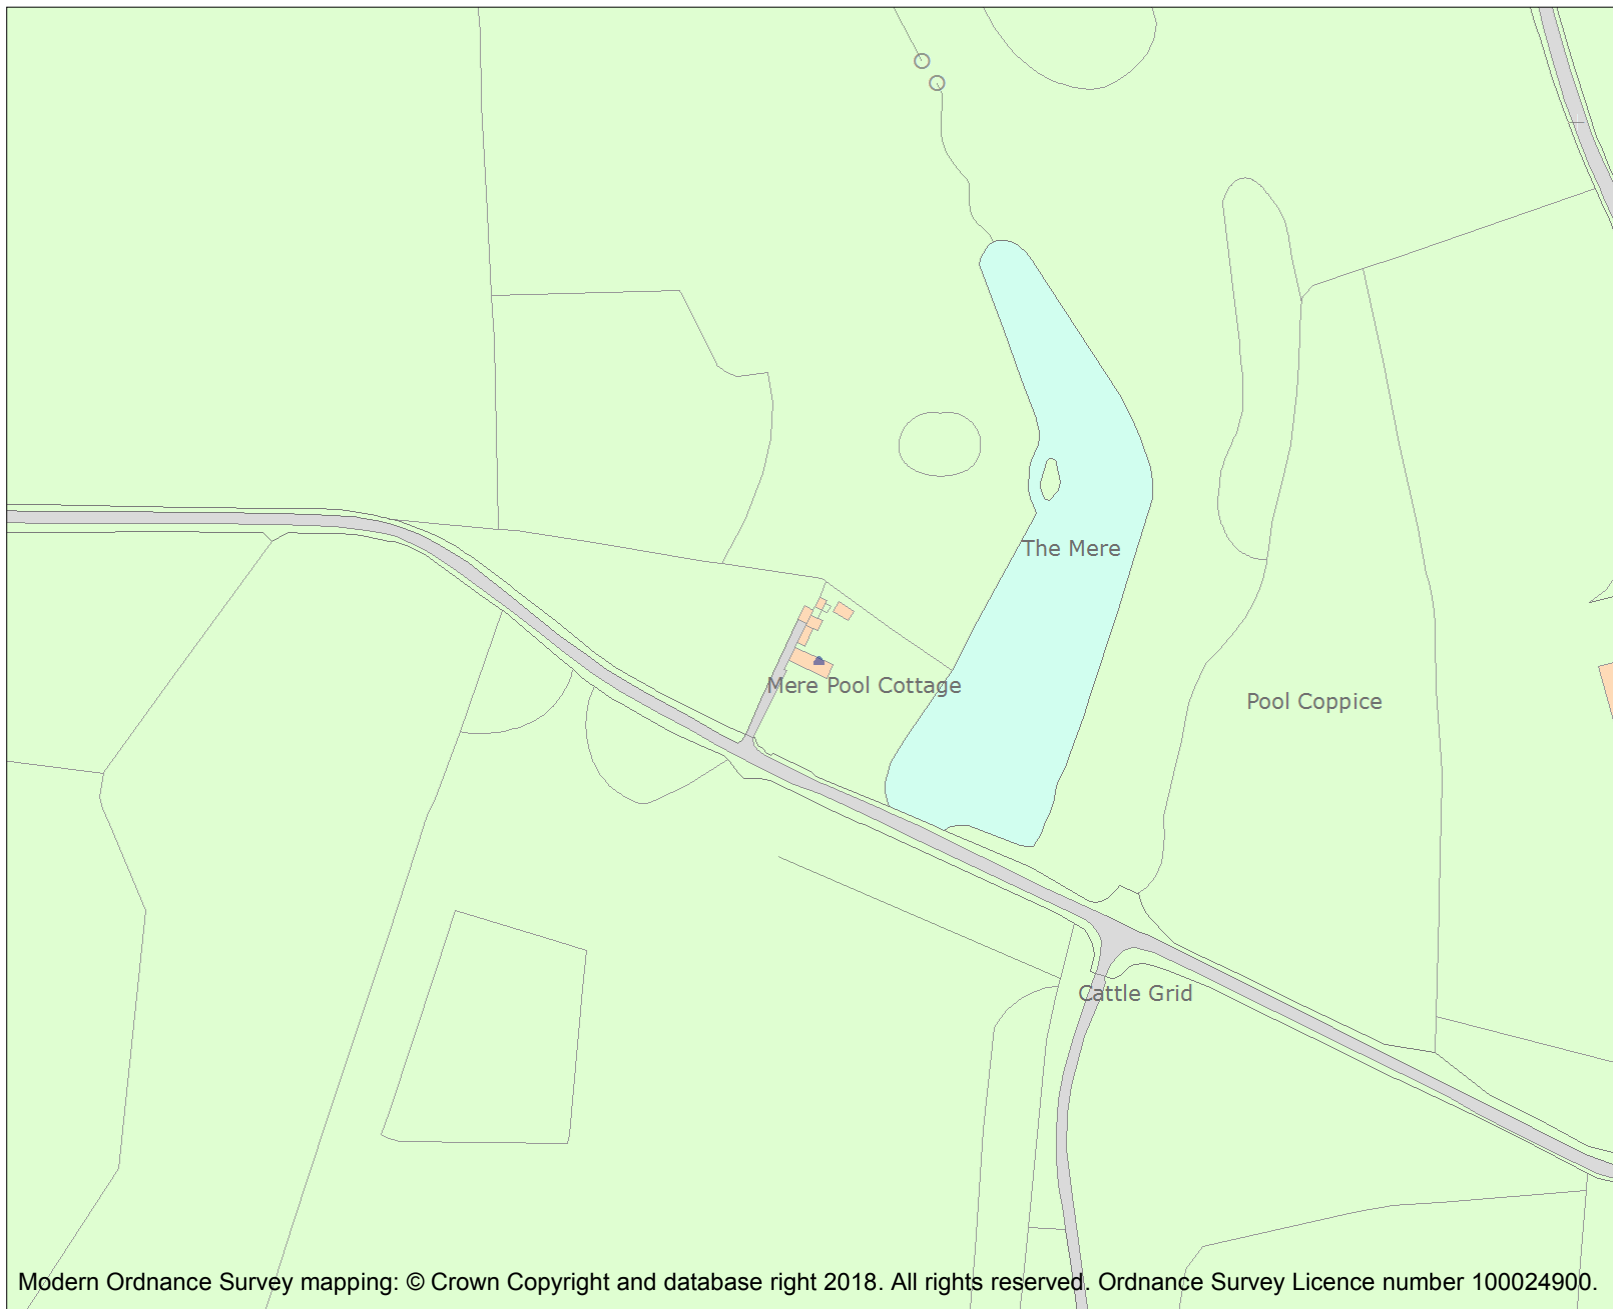 The Mere
Mere Pool Cottage
Pool Coppice
Cattle Grid
Modern Ordnance Survey mapping: © Crown Copyright and database right 2018. All rights reserved. Ordnance Survey Licence number 100024900.